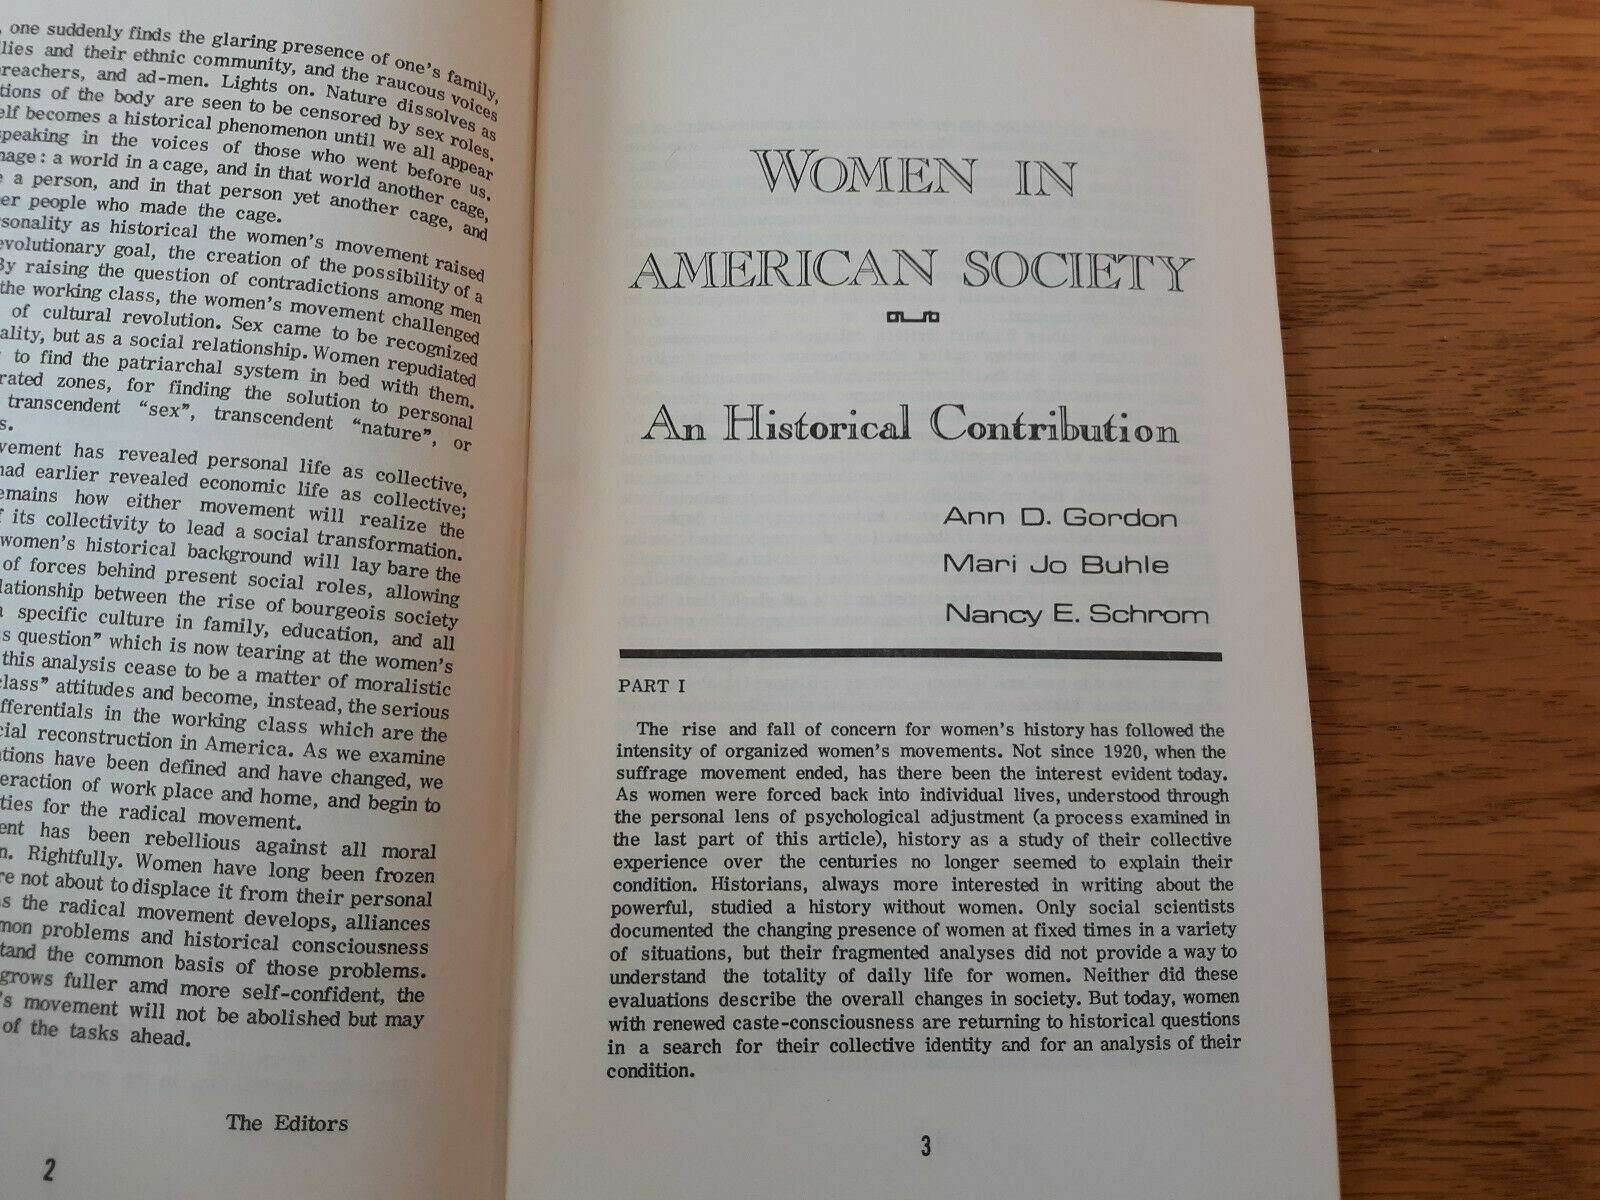 , one suddenly finds the glaring presence of one's family,
lies and their ethnic community, and the raucous voices
reachers, and ad-men. Lights on. Nature dissolves as
tions of the body are seen to be censored by sex roles.
elf becomes a historical phenomenon until we all appear
speaking in the voices of those who went before us.
nage: a world in a cage, and in that world another cage,
e a person, and in that person yet another cage, and
er people who made the cage.
sonality as historical the women's movement raised
evolutionary goal, the creation of the possibility of a
By raising the question of contradictions among men
the working class, the women's movement challenged
of cultural revolution. Sex came to be recognized
ality, but as a social relationship. Women repudiated
to find the patriarchal system in bed with them.
rated zones, for finding the solution to personal
transcendent "sex", transcendent "nature", or
s.
vement has revealed personal life as collective,
had earlier revealed economic life as collective;
emains how either movement will realize the
f its collectivity to lead a social transformation.
women's historical background will lay bare the
of forces behind present social roles, allowing
lationship between the rise of bourgeois society
a specific culture in family, education, and all
ss question" which is now tearing at the women's
this analysis cease to be a matter of moralistic
class" attitudes and become, instead, the serious
fferentials in the working class which are the
cial reconstruction in America. As we examine
ations have been defined and have changed, we
eraction of work place and home, and begin to
ties for the radical movement.
ent has been rebellious against all moral
n. Rightfully. Women have long been frozen
re not about to displace it from their personal
s the radical movement develops, alliances
mon problems and historical consciousness
tand the common basis of those problems.
grows fuller amd more self-confident, the
's movement will not be abolished but may
of the tasks ahead.
The Editors
2
WOMEN IN
AMERICAN SOCIETY
An Historical Contribution
Ann D. Gordon
Mari Jo Buhle
Nancy E. Schrom
PART I
The rise and fall of concern for women's history has followed the
intensity of organized women's movements. Not since 1920, when the
suffrage movement ended, has there been the interest evident today.
As women were forced back into individual lives, understood through
the personal lens of psychological adjustment (a process examined in
the last part of this article), history as a study of their collective
experience over the centuries no longer seemed to explain their
condition. Historians, always more interested in writing about the
powerful, studied a history without women. Only social scientists
documented the changing presence of women at fixed times in a variety
of situations, but their fragmented analyses did not provide a way to
understand the totality of daily life for women. Neither did these
evaluations describe the overall changes in society. But today, women
with renewed caste-consciousness are returning to historical questions
in a search for their collective identity and for an analysis of their
condition.
3